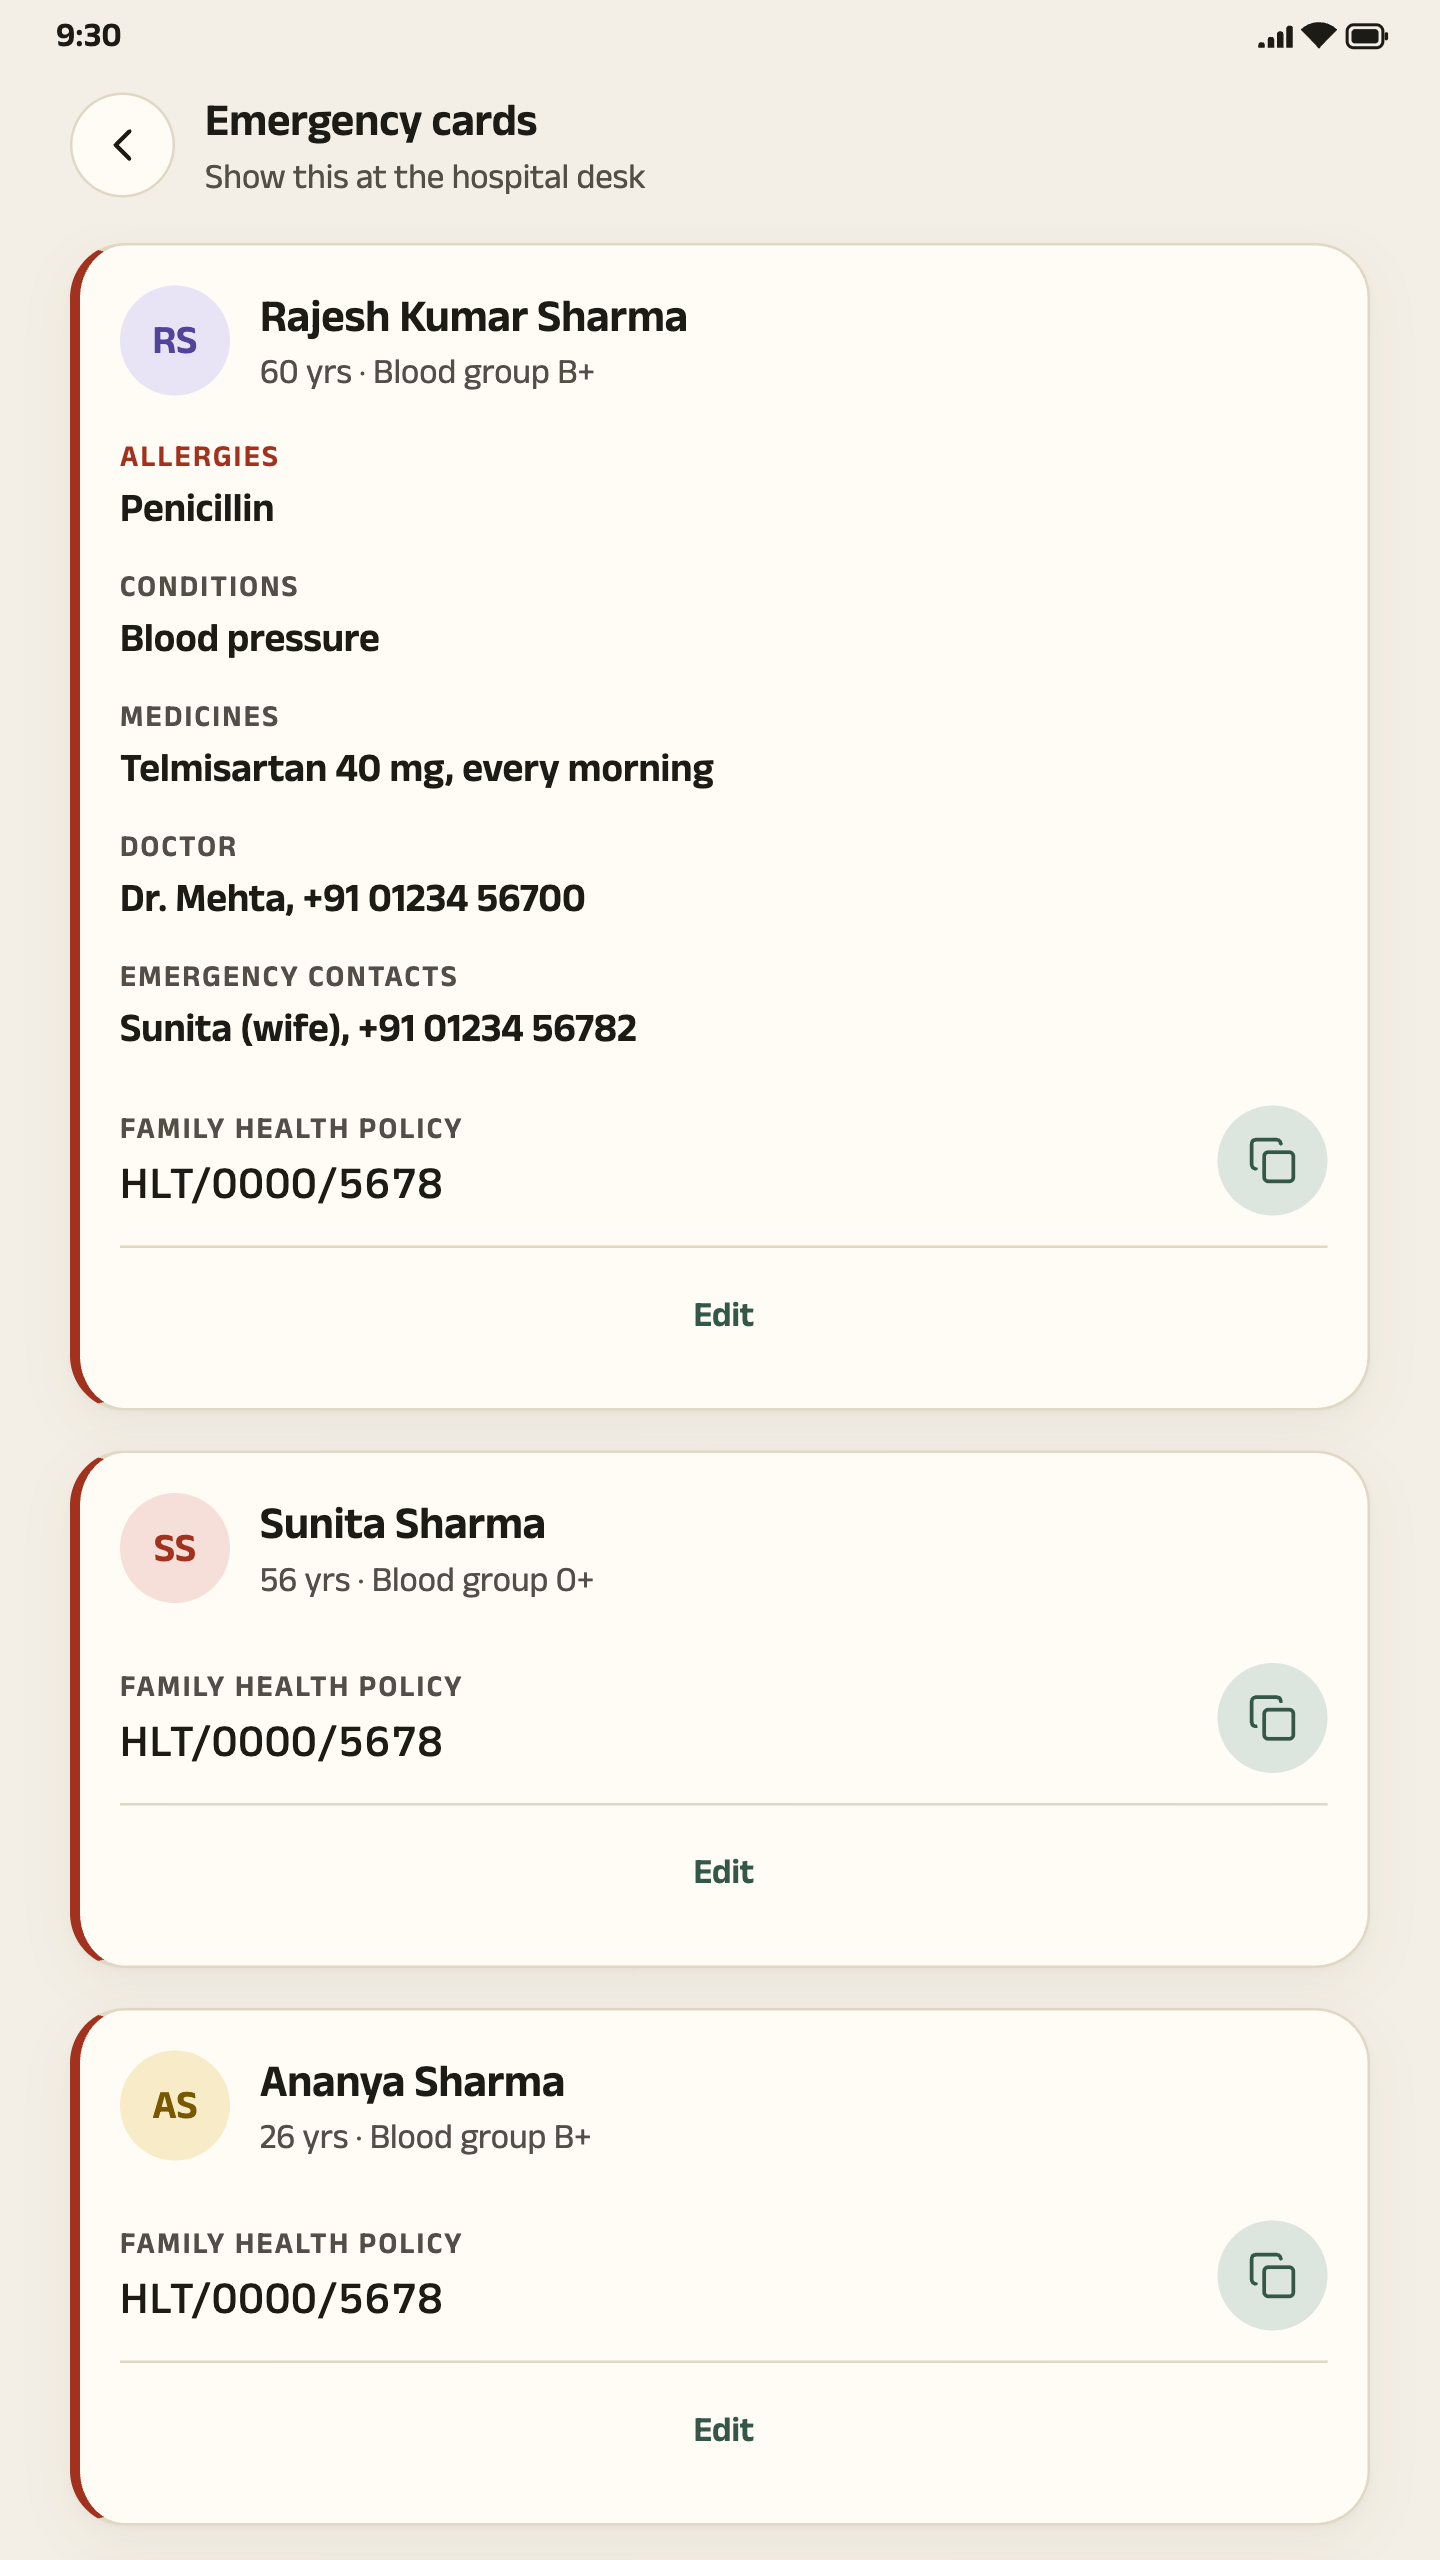 9:30
Emergency cards
Show this at the hospital desk
RS
Rajesh Kumar Sharma
60 yrs · Blood group B+
ALLERGIES
Penicillin
CONDITIONS
Blood pressure
MEDICINES
Telmisartan 40 mg, every morning
DOCTOR
Dr. Mehta, +91 01234 56700
EMERGENCY CONTACTS
Sunita (wife), +91 01234 56782
FAMILY HEALTH POLICY
HLT/0000/5678
Edit
SS
Sunita Sharma
56 yrs · Blood group O+
FAMILY HEALTH POLICY
HLT/0000/5678
Edit
AS
Ananya Sharma
26 yrs · Blood group B+
FAMILY HEALTH POLICY
HLT/0000/5678
Edit